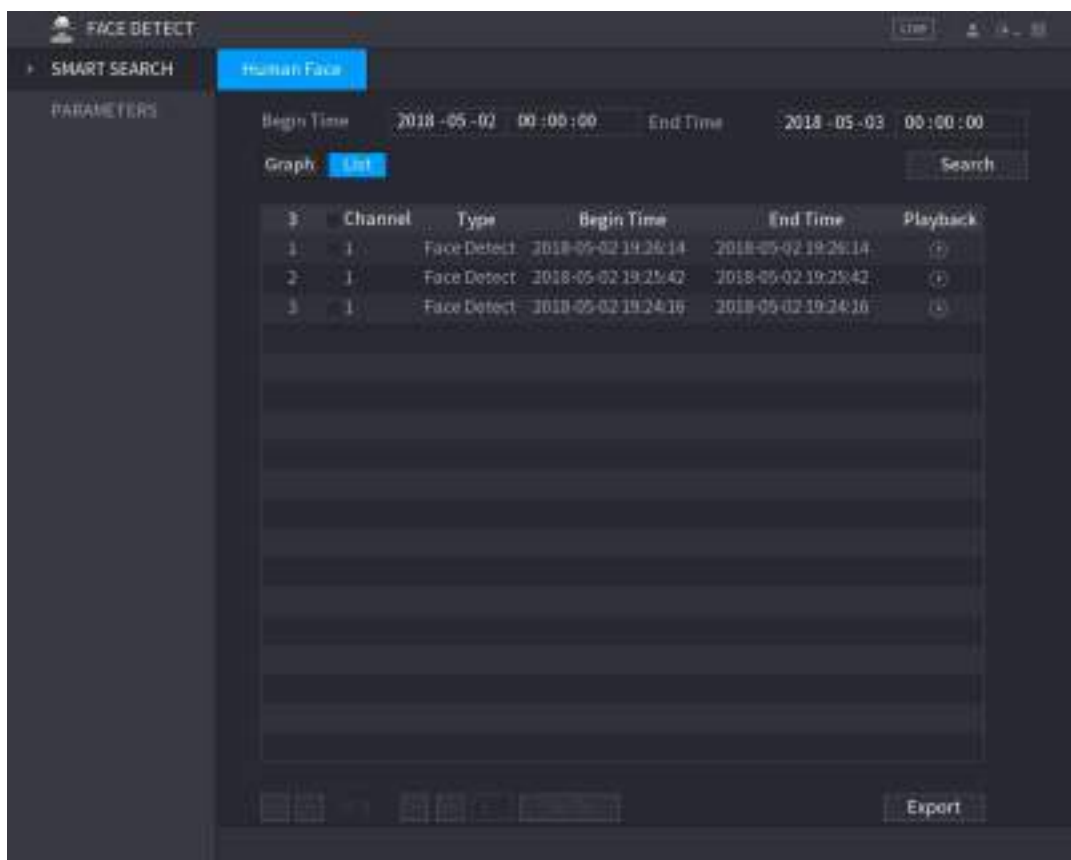 FACE DETECT LIVE
SMART SEARCH Human Face
PARAMETERS
Begin Time 2018 -05 -02 00 :00 :00 End Time 2018 -05 -03 00 :00 :00
Graph List Search
3 Channel Type Begin Time End Time Playback
1 1 Face Detect 2018-05-02 19:26:14 2018-05-02 19:26:14
2 1 Face Detect 2018-05-02 19:25:42 2018-05-02 19:25:42
3 1 Face Detect 2018-05-02 19:24:16 2018-05-02 19:24:16
Export